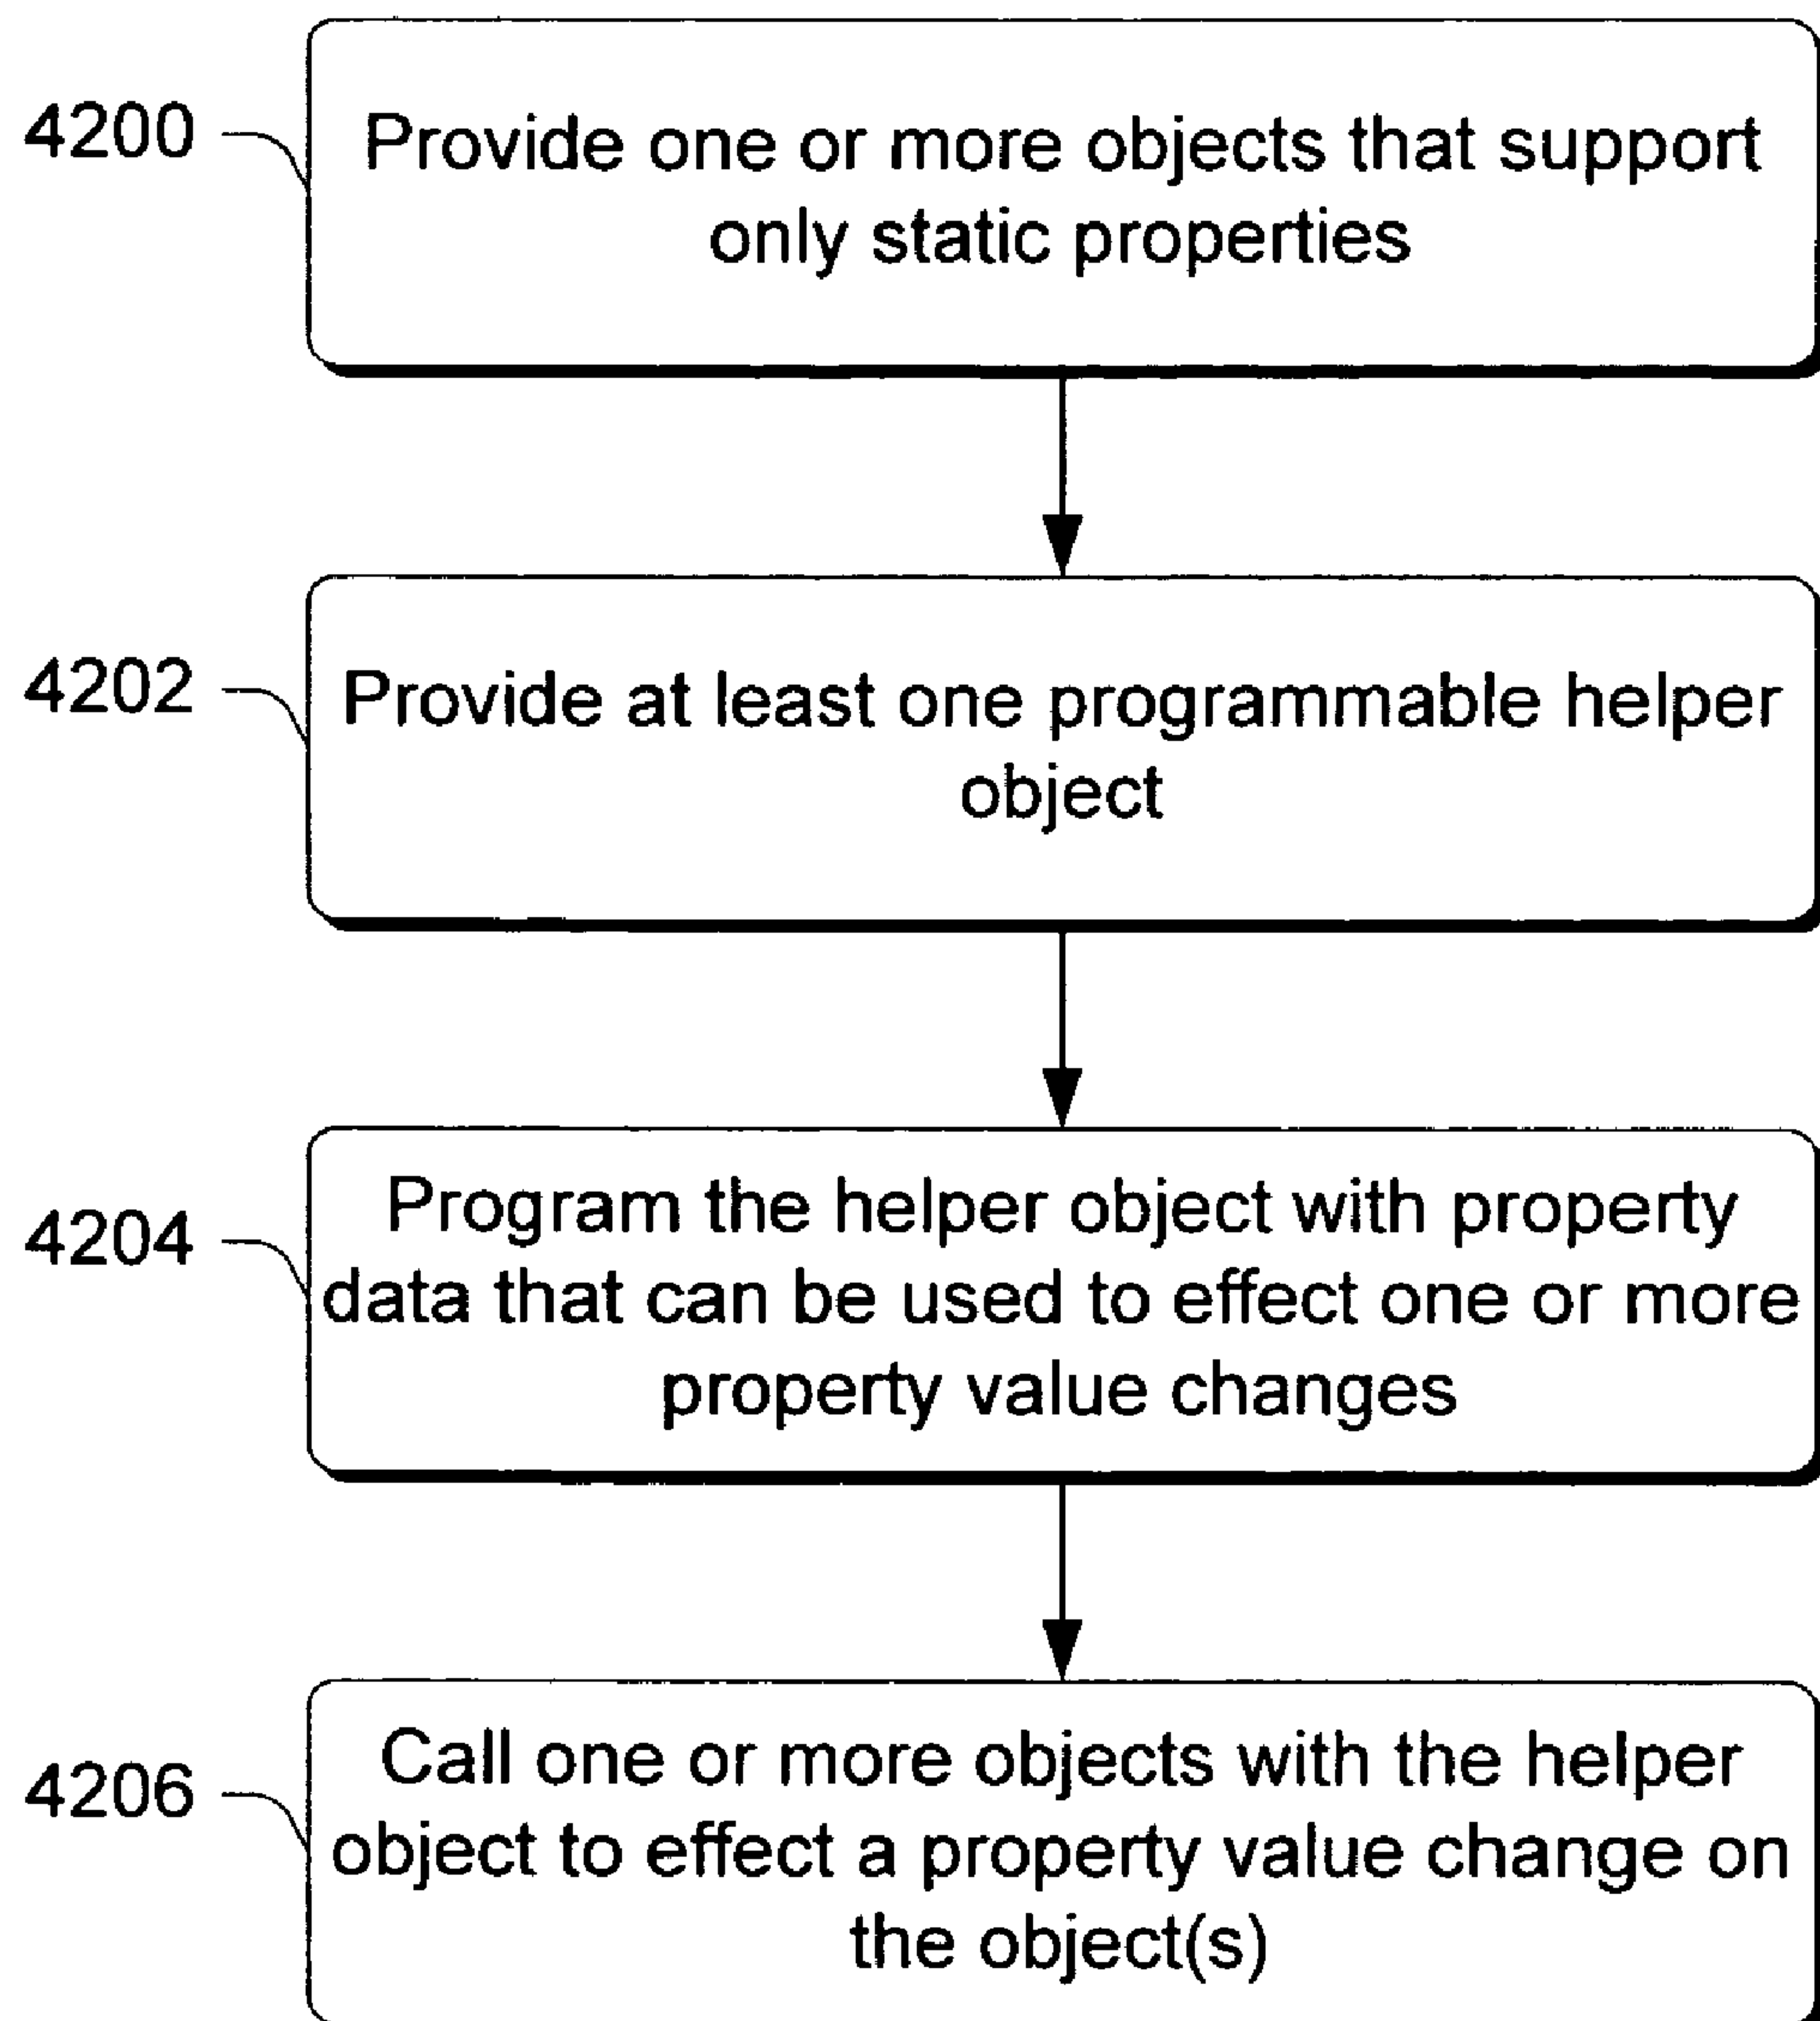 4200
Provide one or more objects that support
only static properties
4202
Provide at least one programmable helper
object
4204
Program the helper object with property
data that can be used to effect one or more
property value changes
4206
Call one or more objects with the helper
object to effect a property value change on
the object(s)